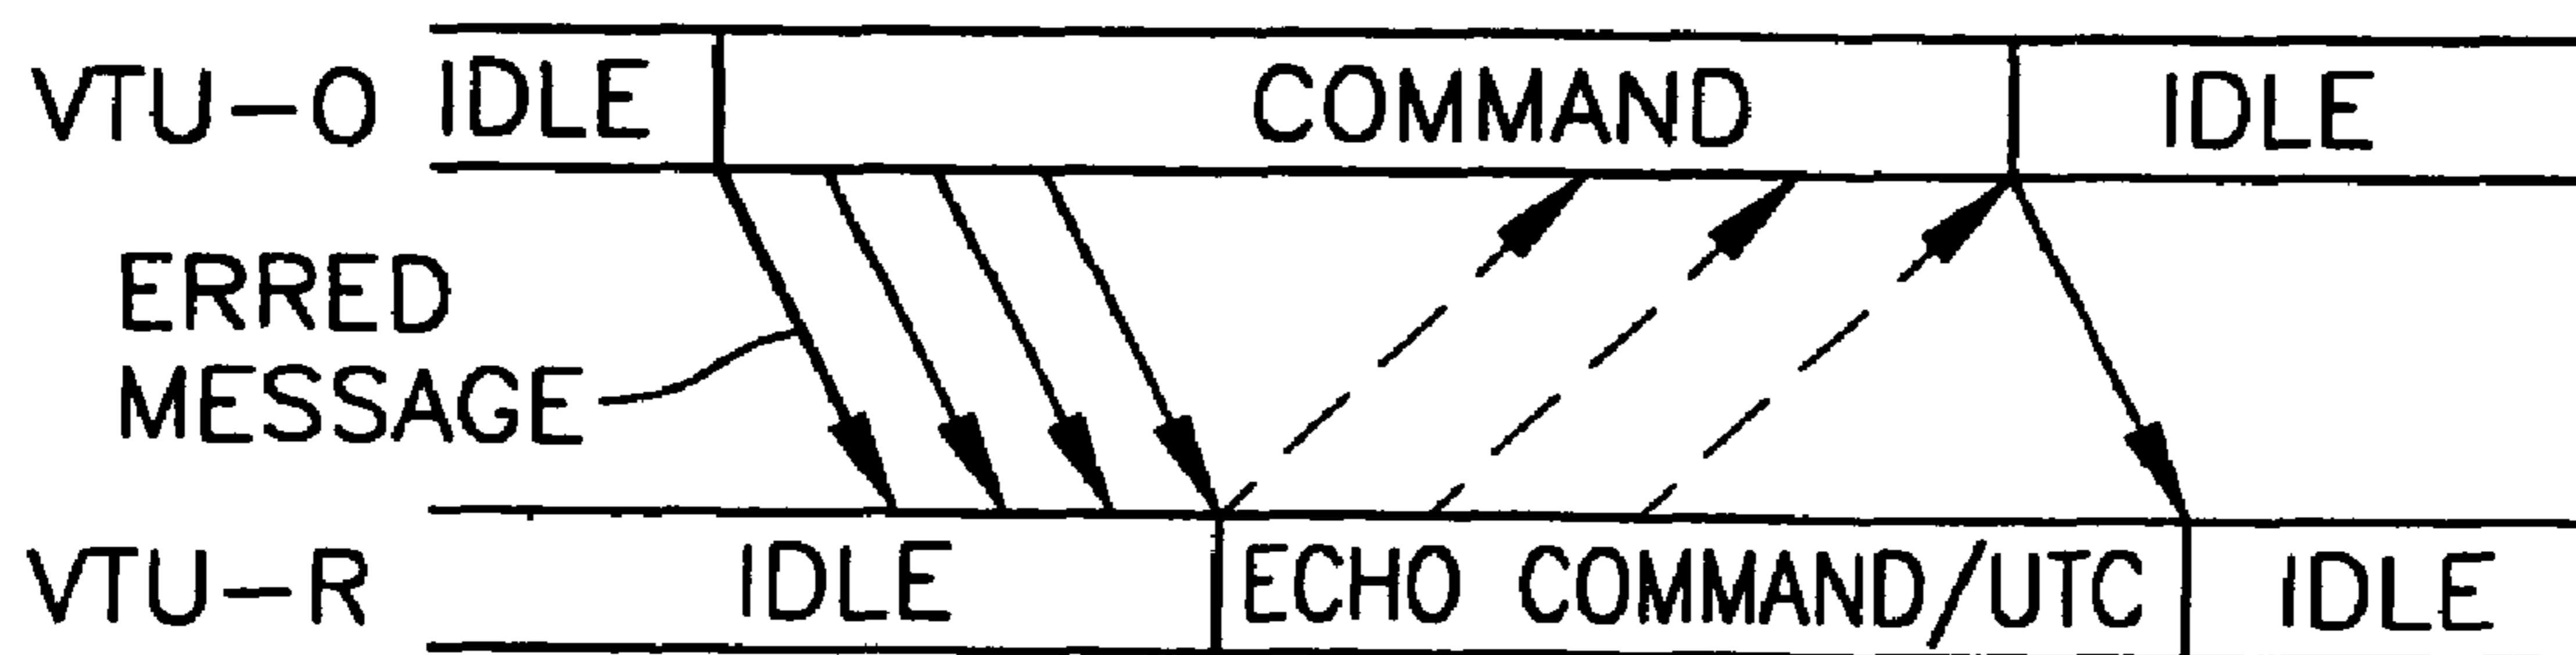 VTU-O IDLE COMMAND IDLE
ERRED
MESSAGE
VTU-R IDLE ECHO COMMAND/UTC IDLE